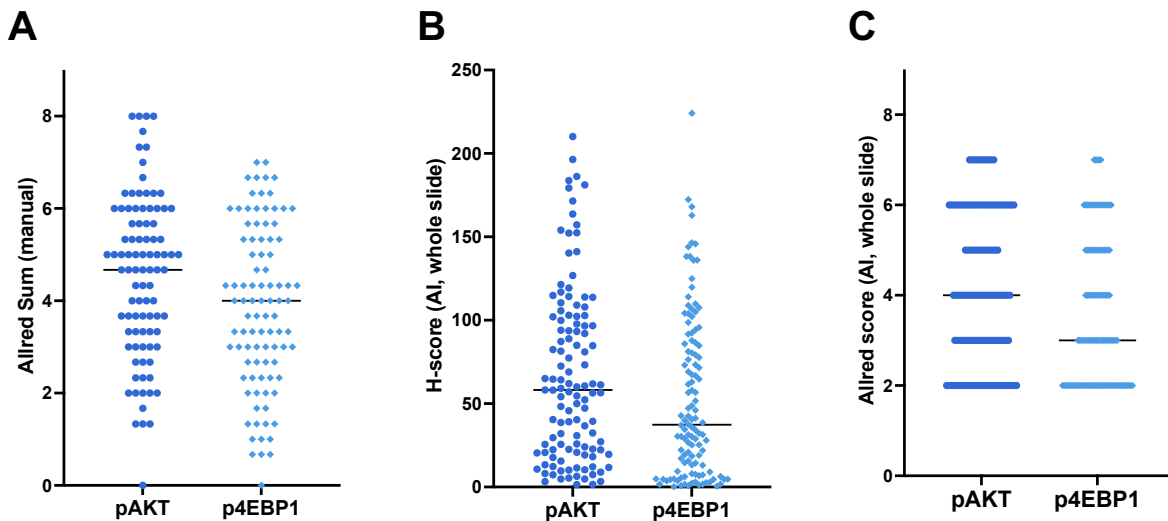 A
Allred Sum (manual)
8
6
4
2
0
pAKT p4EBP1
B
H-score (AI, whole slide)
250
200
150
100
50
0
pAKT p4EBP1
C
Allred score (AI, whole slide)
8
6
4
2
0
pAKT p4EBP1